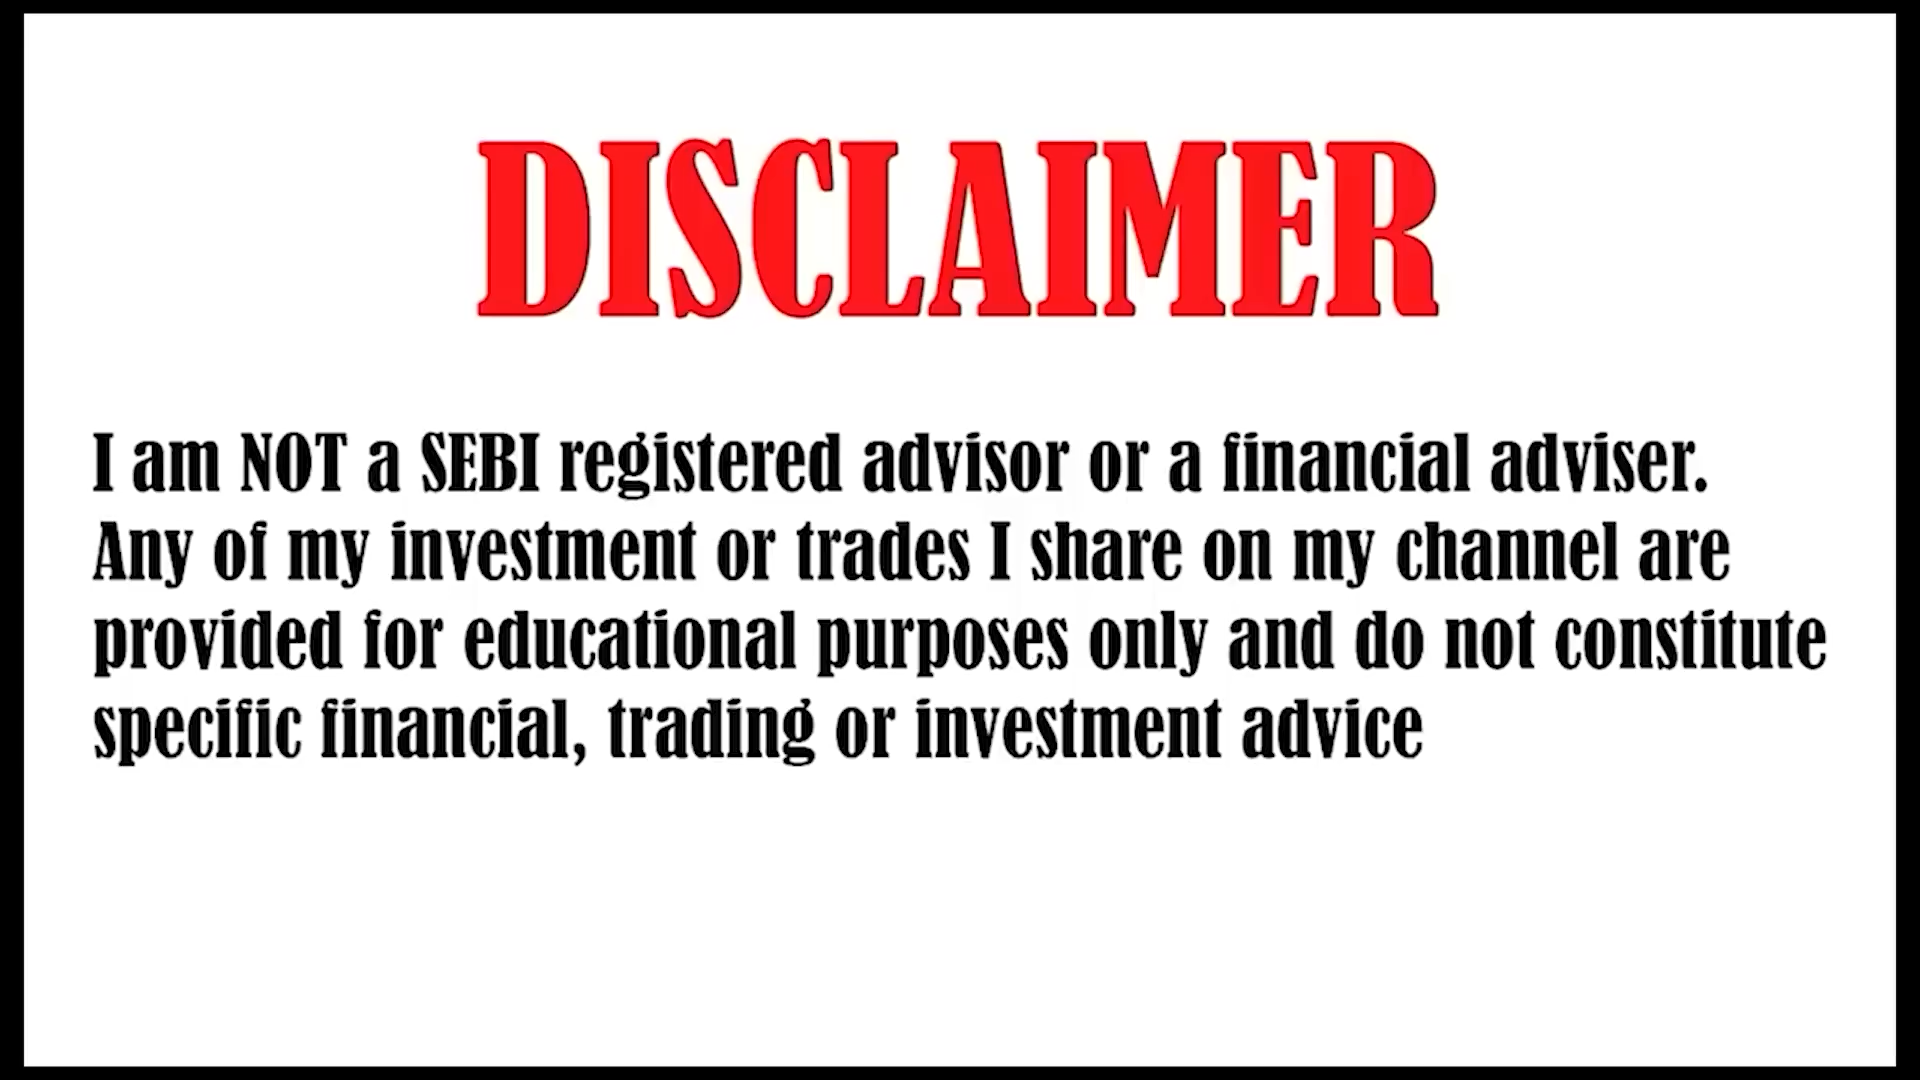 DISCLAIMER
I am NOT a SEBI registered advisor or a financial adviser.
Any of my investment or trades I share on my channel are
provided for educational purposes only and do not constitute
specific financial, trading or investment advice